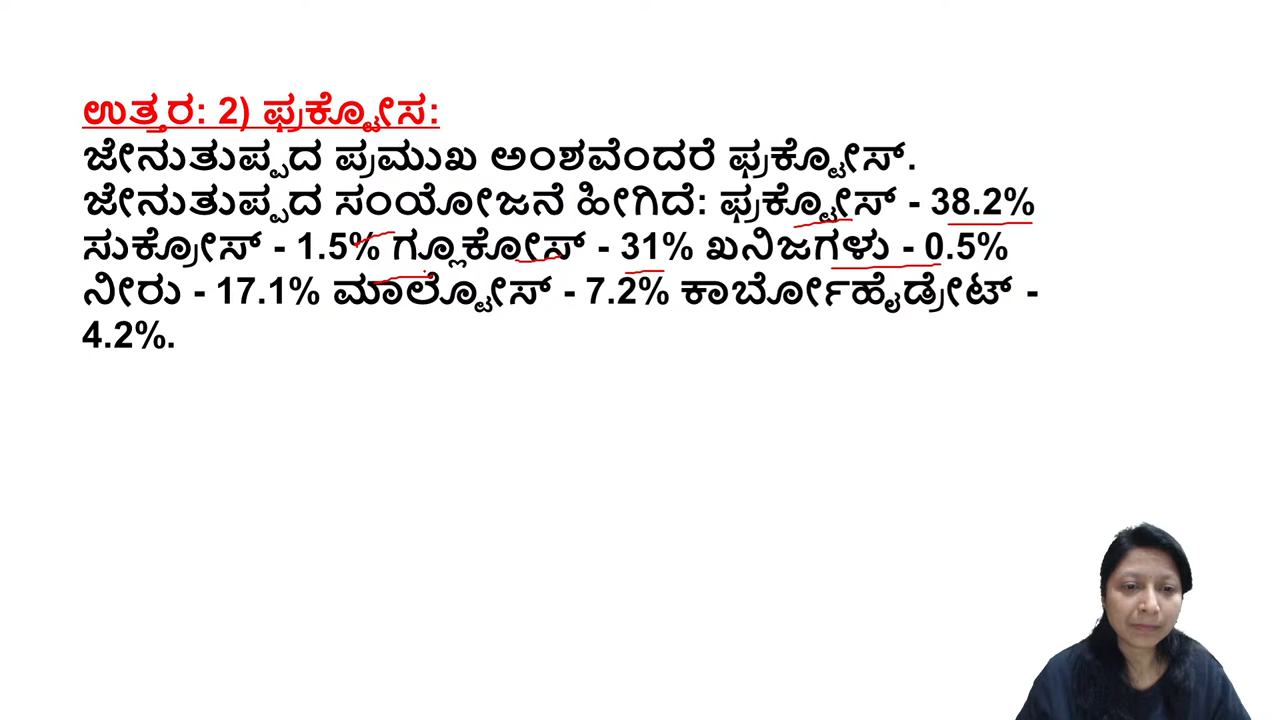 ಉತ್ತರ: 2) ಫ್ರಕ್ಟೋಸ:
ಜೇನುತುಪ್ಪದ ಪ್ರಮುಖ ಅಂಶವೆಂದರೆ ಫ್ರಕ್ಟೋಸ್.
ಜೇನುತುಪ್ಪದ ಸಂಯೋಜನೆ ಹೀಗಿದೆ: ಫ್ರಕ್ಟೋಸ್ - 38.2%
ಸುಕ್ರೋಸ್ - 1.5% ಗ್ಲೂಕೋಸ್ - 31% ಖನಿಜಗಳು - 0.5%
ನೀರು - 17.1% ಮಾಲ್ಟೋಸ್ - 7.2% ಕಾರ್ಬೋಹೈಡ್ರೇಟ್ -
4.2%.